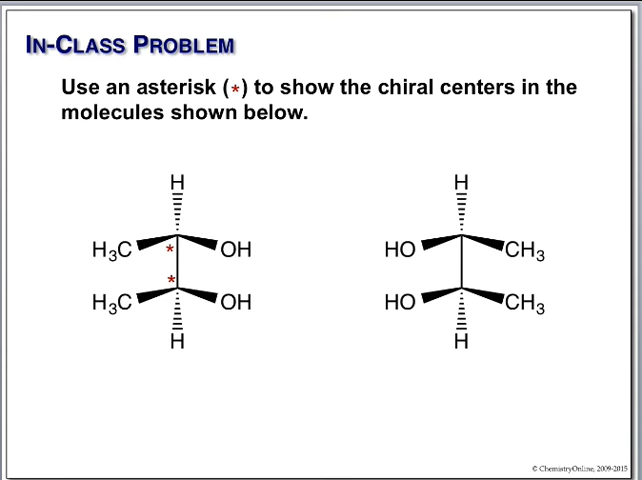 IN-CLASS PROBLEM
Use an asterisk (*) to show the chiral centers in the
molecules shown below.
H H
H₃C * OH HO CH₃
*
H₃C OH HO CH₃
H H
© ChemistryOnline, 2009-2015